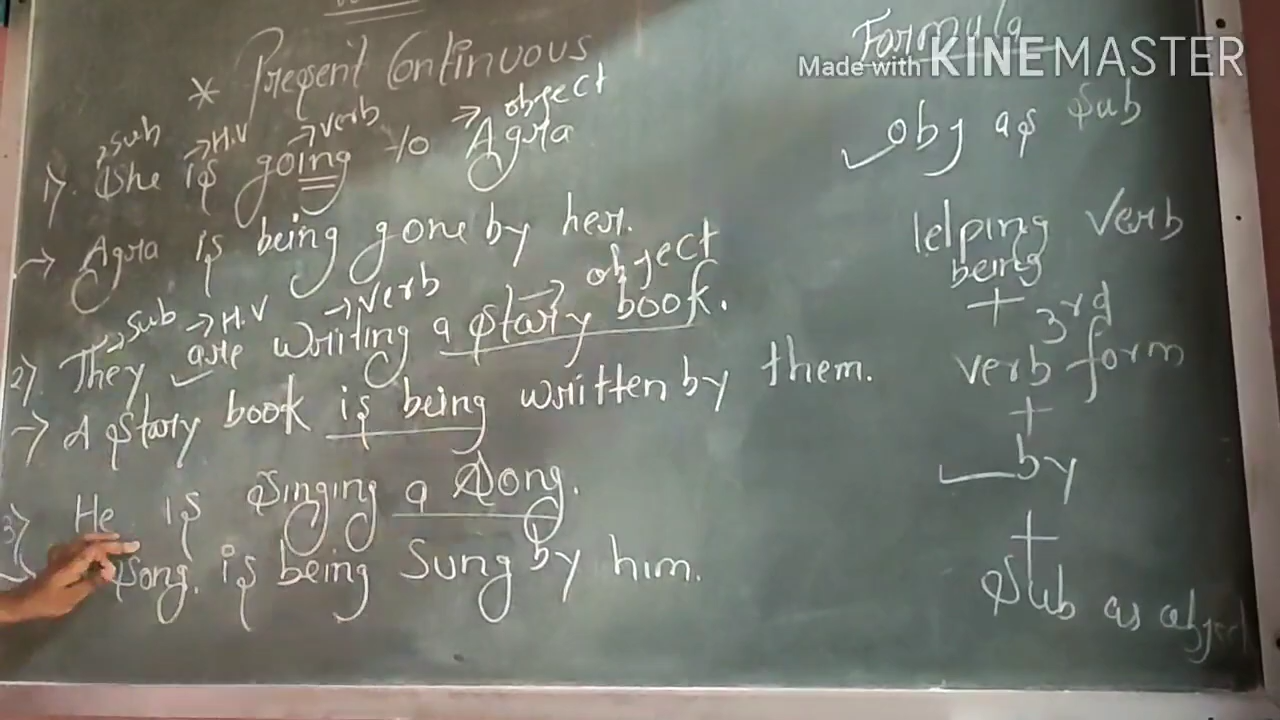 * Present Continuous
Formula
Made with KINEMASTER
sub H.V verb object
1) She is going to Agra
obj as sub
→ Agra is being gone by her.
helping verb
being
sub H.V verb object
2) They are writing a story book.
+ 3rd
verb form
→ A story book is being written by them.
+
by
3) He is singing a song.
+
song. is being sung by him.
sub as object